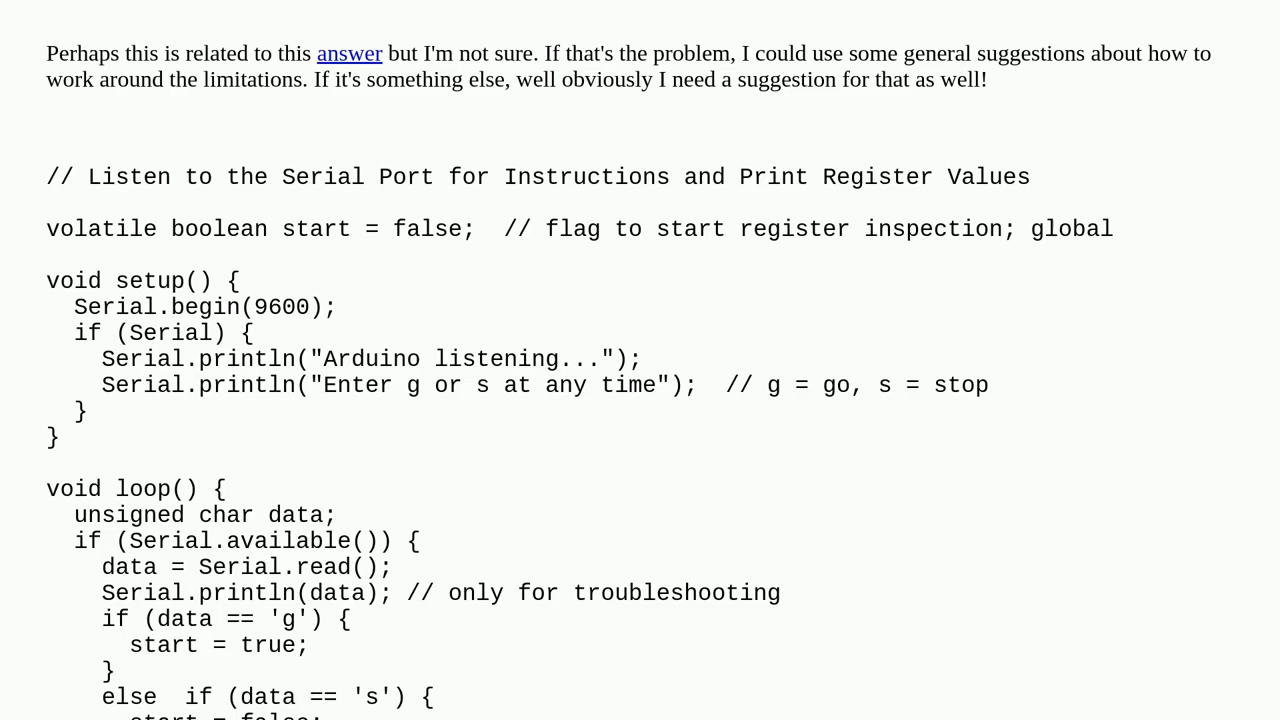 Perhaps this is related to this answer but I'm not sure. If that's the problem, I could use some general suggestions about how to
work around the limitations. If it's something else, well obviously I need a suggestion for that as well!
// Listen to the Serial Port for Instructions and Print Register Values
volatile boolean start = false;  // flag to start register inspection; global
void setup() {
  Serial.begin(9600);
  if (Serial) {
    Serial.println("Arduino listening...");
    Serial.println("Enter g or s at any time");  // g = go, s = stop
  }
}
void loop() {
  unsigned char data;
  if (Serial.available()) {
    data = Serial.read();
    Serial.println(data); // only for troubleshooting
    if (data == 'g') {
      start = true;
    }
    else  if (data == 's') {
      start = false;